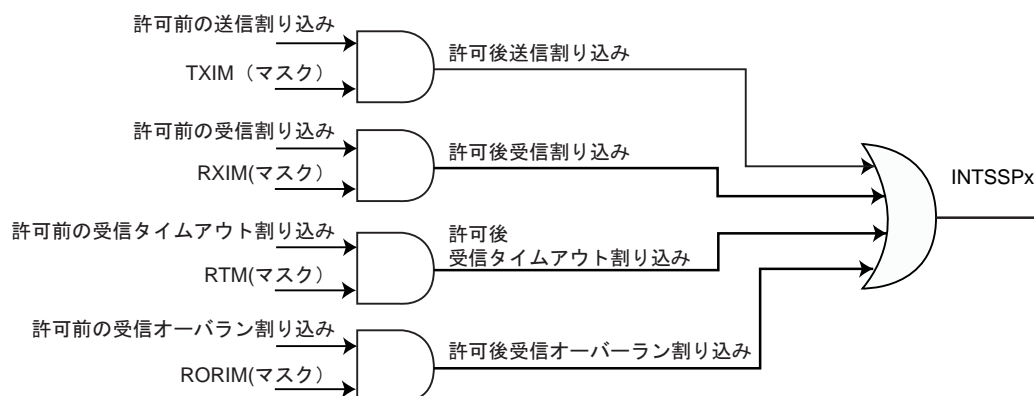 許可前の送信割り込み
TXIM（マスク）
許可後送信割り込み
許可前の受信割り込み
RXIM(マスク）
許可後受信割り込み
INTSSPx
許可前の受信タイムアウト割り込み
RTM(マスク）
許可後
受信タイムアウト割り込み
許可前の受信オーバラン割り込み
RORIM(マスク）
許可後受信オーバーラン割り込み